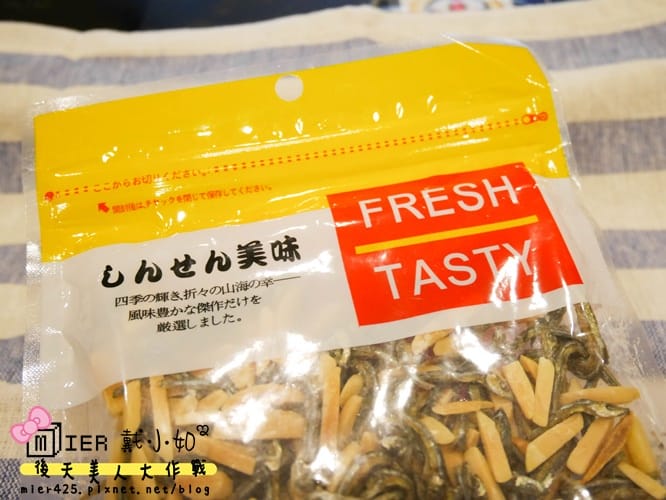 ここからお切りください。
開封後は、チャックを閉じて保存してください。
FRESH
TASTY
しんせん美味
四季の輝き、折々の山海の幸――
風味豊かな傑作だけを
厳選しました。
MIER 戴小如
後天美人大作戰
mier425.pixnet.net/blog